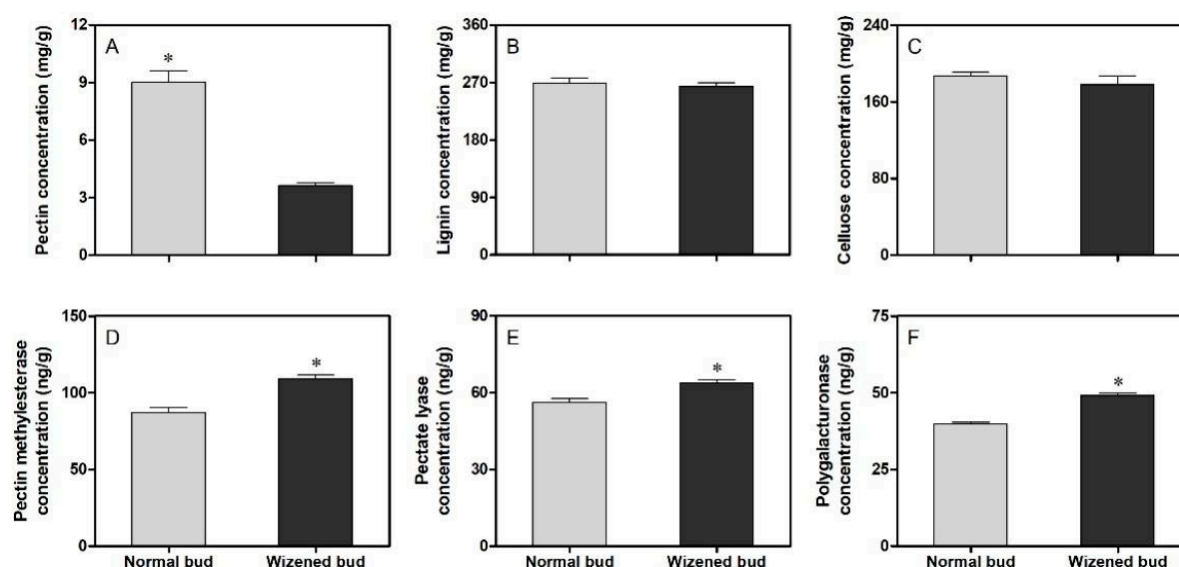 Pectin concentration (mg/g)
12
9
6
3
0
A
*
Lignin concentration (mg/g)
360
270
180
90
0
B
Celluose concentration (mg/g)
240
160
80
0
C
Pectin methylesterase
concentration (ng/g)
150
100
50
0
D
*
Normal bud
Wizened bud
Pectate lyase
concentration (ng/g)
90
60
30
0
E
*
Normal bud
Wizened bud
Polygalacturonase
concentration (ng/g)
75
50
25
0
F
*
Normal bud
Wizened bud